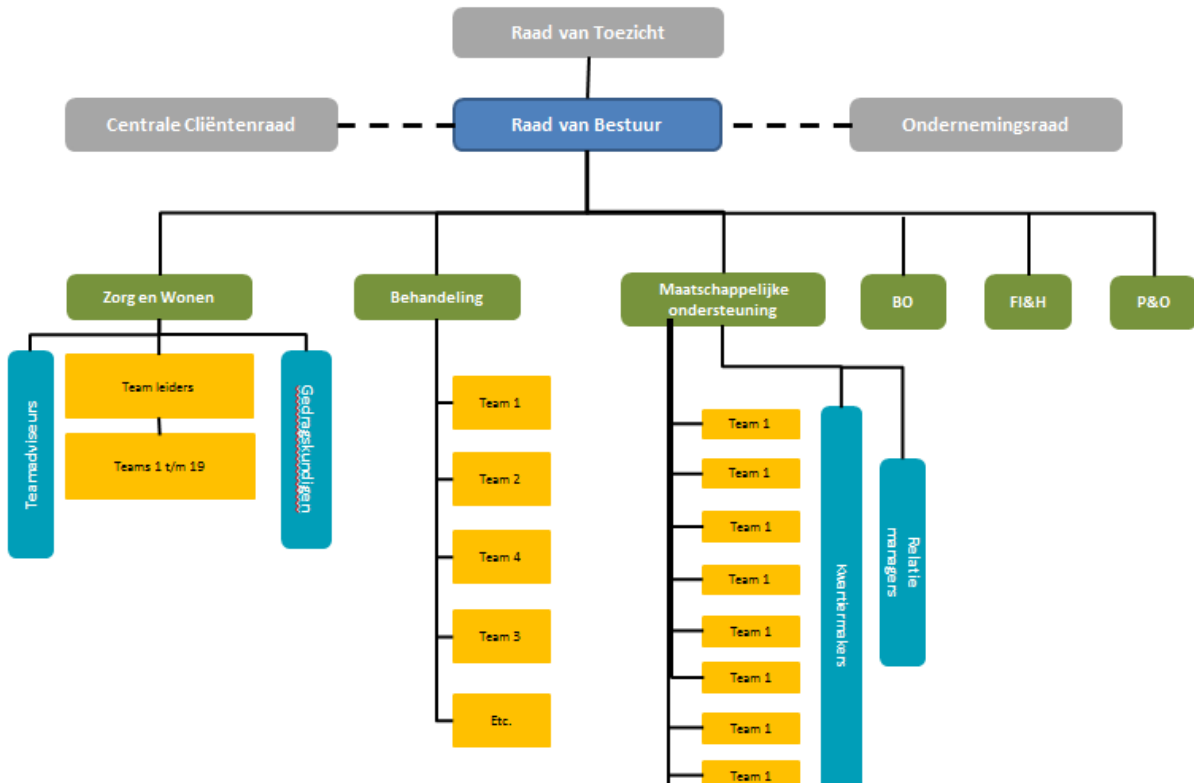 Raad van Toezicht
Centrale Cliëntenraad
Raad van Bestuur
Ondernemingsraad
Zorg en Wonen
Behandeling
Maatschappelijke
ondersteuning
BO
FI&H
P&O
Teamadviseurs
Team leiders
Teams 1 t/m 19
Gedragskundigen
Team 1
Team 2
Team 4
Team 3
Etc.
Team 1
Team 1
Team 1
Team 1
Team 1
Team 1
Team 1
Team 1
Kwartiermakers
Relatie
managers